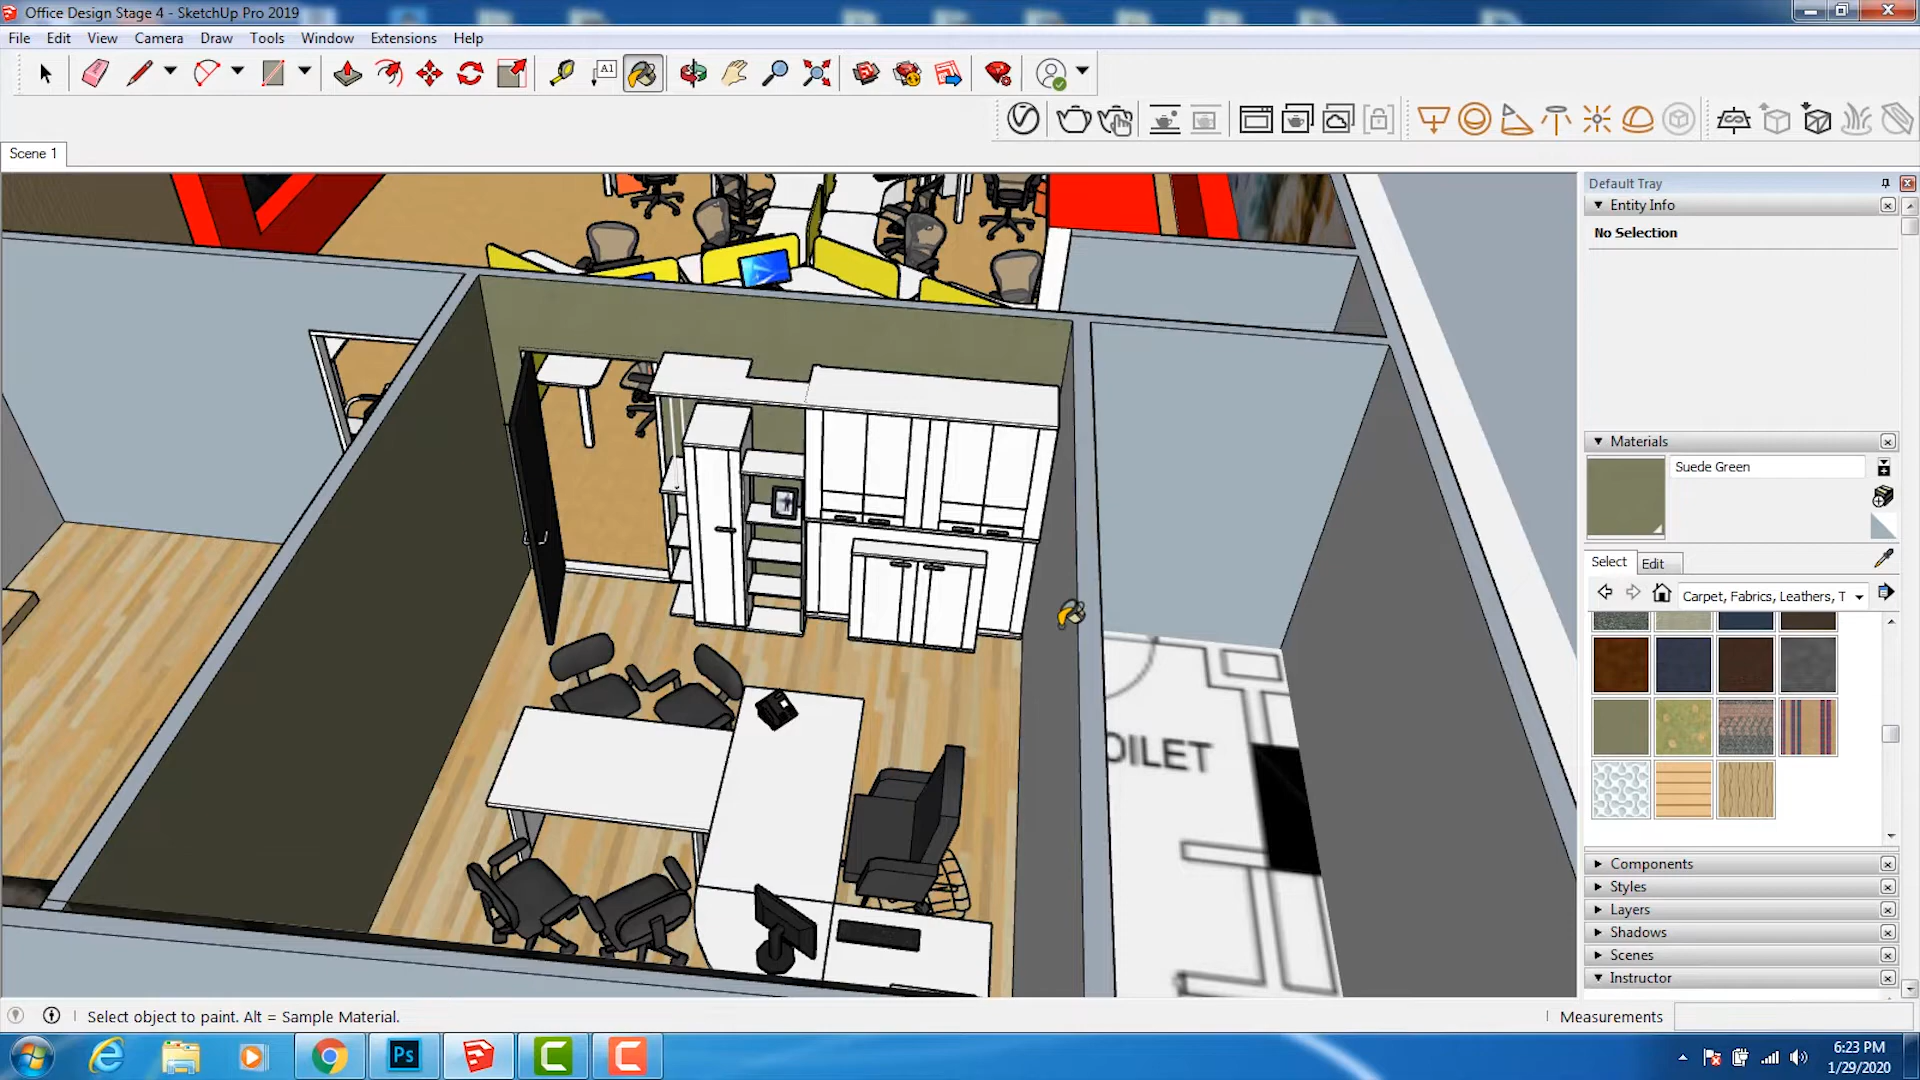 Office Design Stage 4 - SketchUp Pro 2019
File Edit View Camera Draw Tools Window Extensions Help
A1
Scene 1
Default Tray
Entity Info
No Selection
Materials
Suede Green
Select Edit
Carpet, Fabrics, Leathers, T
OILET
Components
Styles
Layers
Shadows
Scenes
Instructor
Select object to paint. Alt = Sample Material.
Measurements
Ps
6:23 PM
1/29/2020